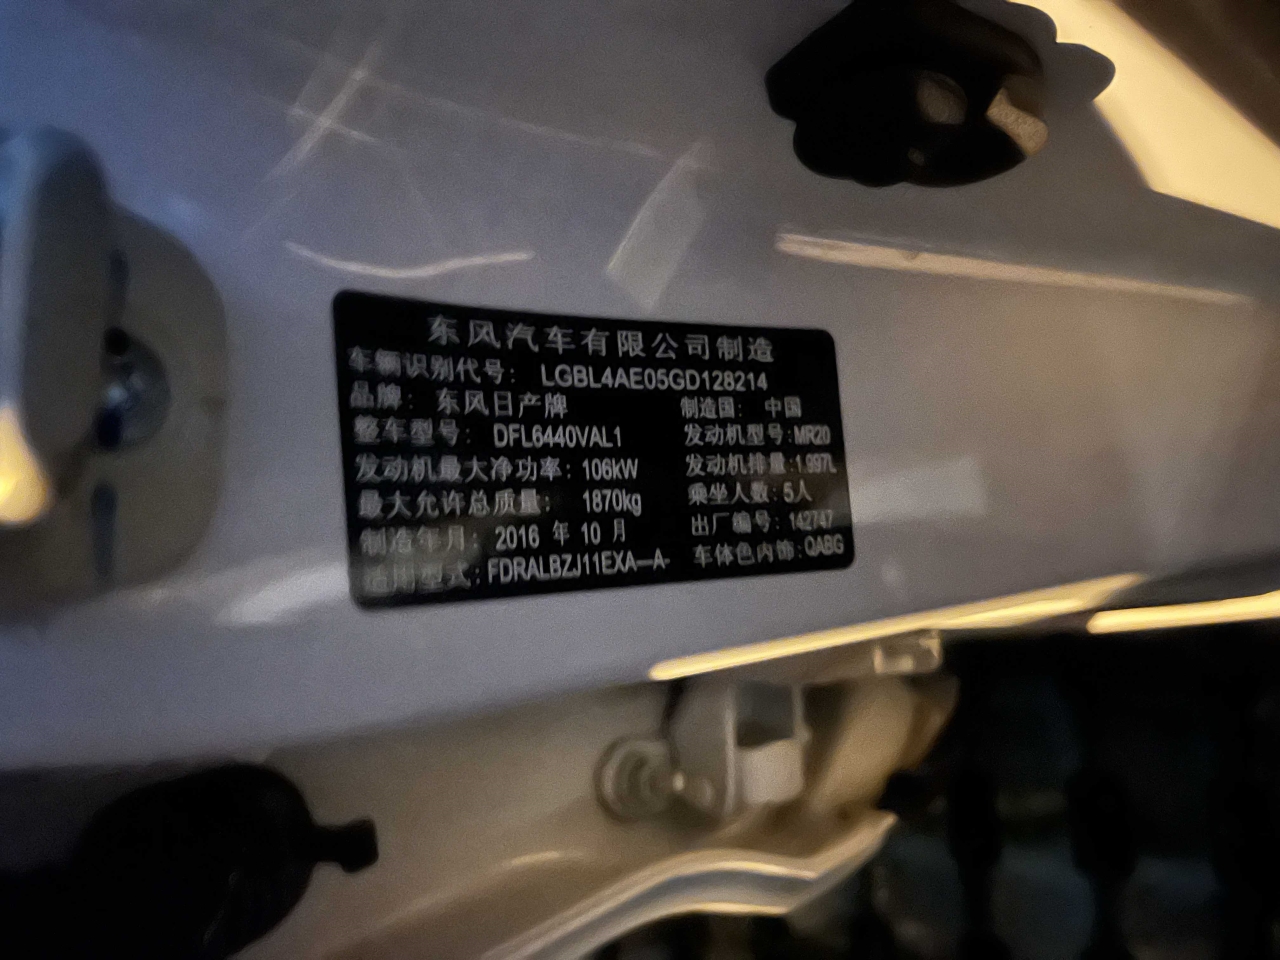 东风汽车有限公司制造
车辆识别代号: LGBL4AE05GD128214
品牌: 东风日产牌 制造国: 中国
整车型号: DFL6440VAL1 发动机型号:MR20
发动机最大净功率: 106kW 发动机排量:1.997L
最大允许总质量: 1870kg 乘坐人数: 5人
制造年月: 2016 年 10 月 出厂编号: 142747
适用型式: FDRALBZJ11EXA—A- 车体色内饰: QABG